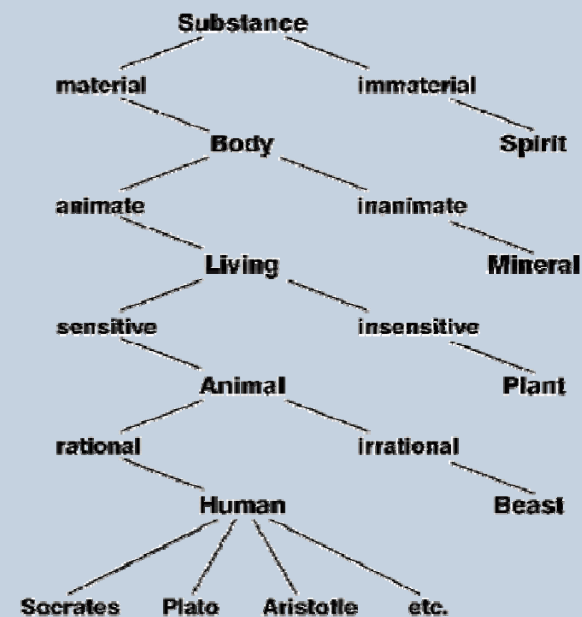 Substance
material immaterial
Body Spirit
animate inanimate
Living Mineral
sensitive insensitive
Animal Plant
rational irrational
Human Beast
Socrates Plato Aristotle etc.